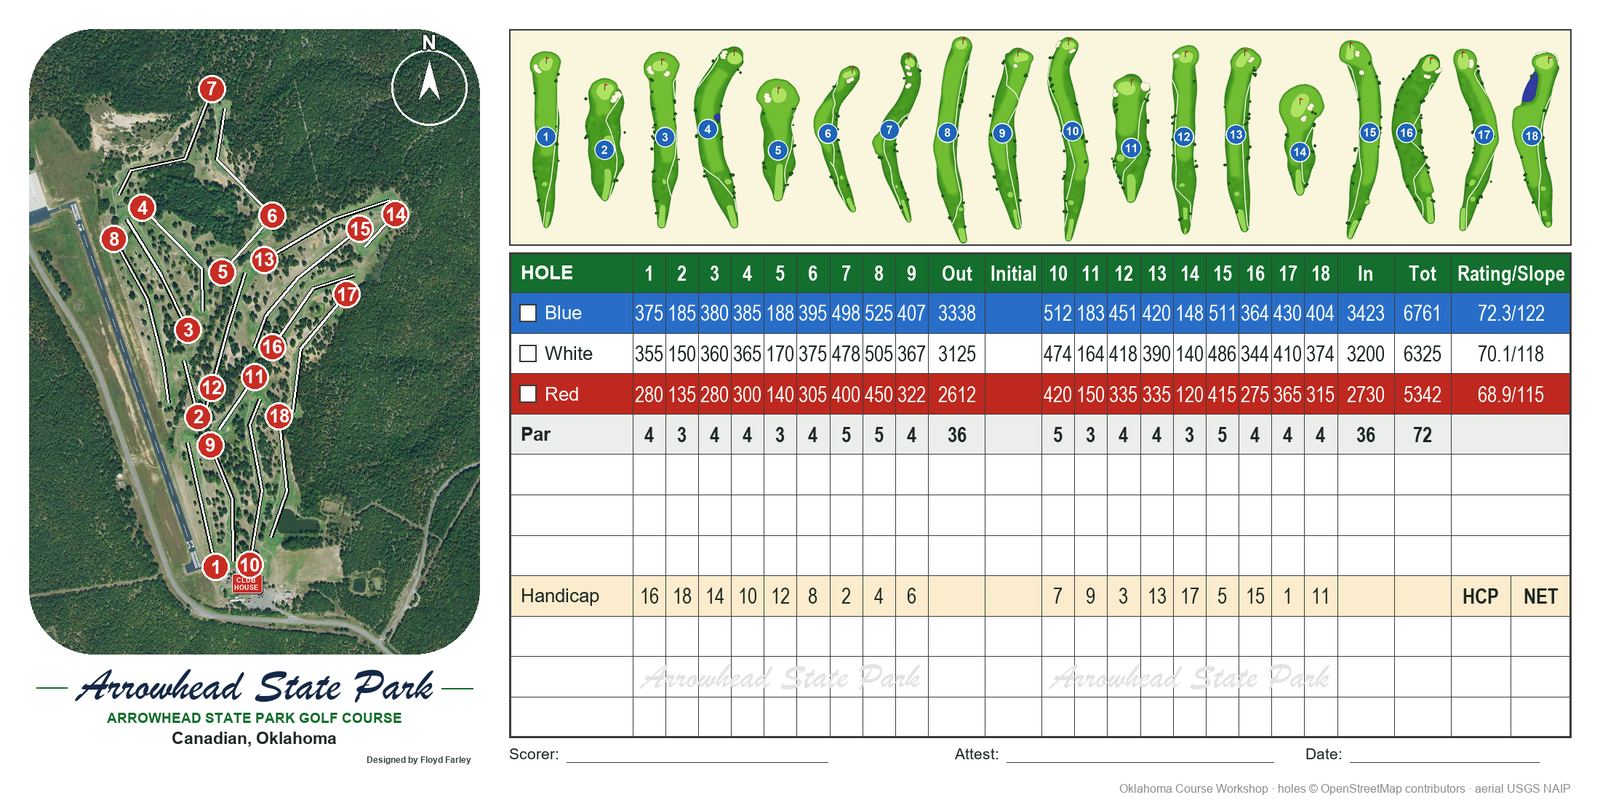 N
7
4
6
14
8
15
13
5
17
3
16
11
12
2
18
9
1
10
CLUB
HOUSE
Arrowhead State Park
ARROWHEAD STATE PARK GOLF COURSE
Canadian, Oklahoma
Designed by Floyd Farley
1 2 3 4 5 6 7 8 9 10 11 12 13 14 15 16 17 18
HOLE 1 2 3 4 5 6 7 8 9 Out Initial 10 11 12 13 14 15 16 17 18 In Tot Rating/Slope
Blue 375 185 380 385 188 395 498 525 407 3338 512 183 451 420 148 511 364 430 404 3423 6761 72.3/122
White 355 150 360 365 170 375 478 505 367 3125 474 164 418 390 140 486 344 410 374 3200 6325 70.1/118
Red 280 135 280 300 140 305 400 450 322 2612 420 150 335 335 120 415 275 365 315 2730 5342 68.9/115
Par 4 3 4 4 3 4 5 5 4 36 5 3 4 4 3 5 4 4 4 36 72
Handicap 16 18 14 10 12 8 2 4 6 7 9 3 13 17 5 15 1 11 HCP NET
Arrowhead State Park Arrowhead State Park
Scorer: Attest: Date:
Oklahoma Course Workshop · holes © OpenStreetMap contributors · aerial USGS NAIP